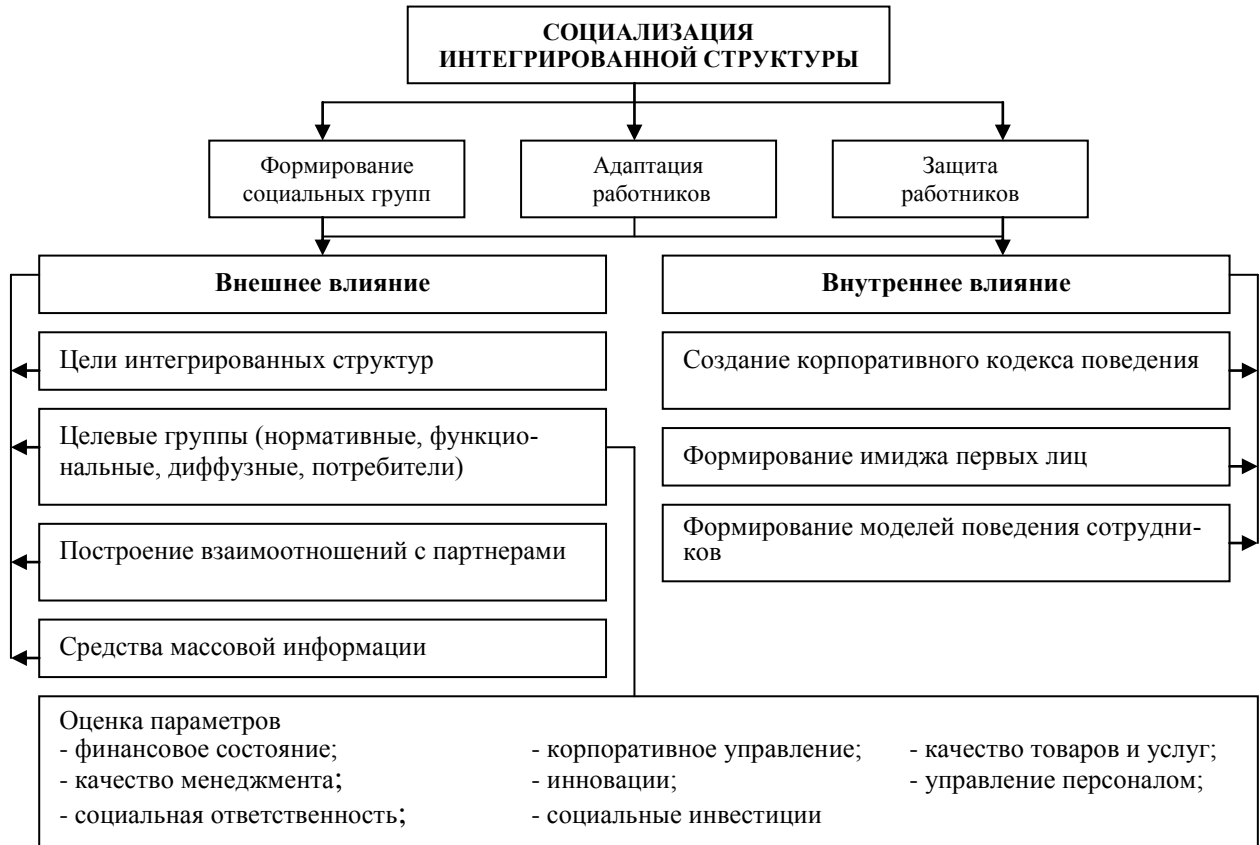 СОЦИАЛИЗАЦИЯ
ИНТЕГРИРОВАННОЙ СТРУКТУРЫ
Формирование
социальных групп
Адаптация
работников
Защита
работников
Внешнее влияние
Цели интегрированных структур
Целевые группы (нормативные, функцио-
нальные, диффузные, потребители)
Построение взаимоотношений с партнерами
Средства массовой информации
Внутреннее влияние
Создание корпоративного кодекса поведения
Формирование имиджа первых лиц
Формирование моделей поведения сотрудни-
ков
Оценка параметров
- финансовое состояние; - корпоративное управление; - качество товаров и услуг;
- качество менеджмента; - инновации; - управление персоналом;
- социальная ответственность; - социальные инвестиции